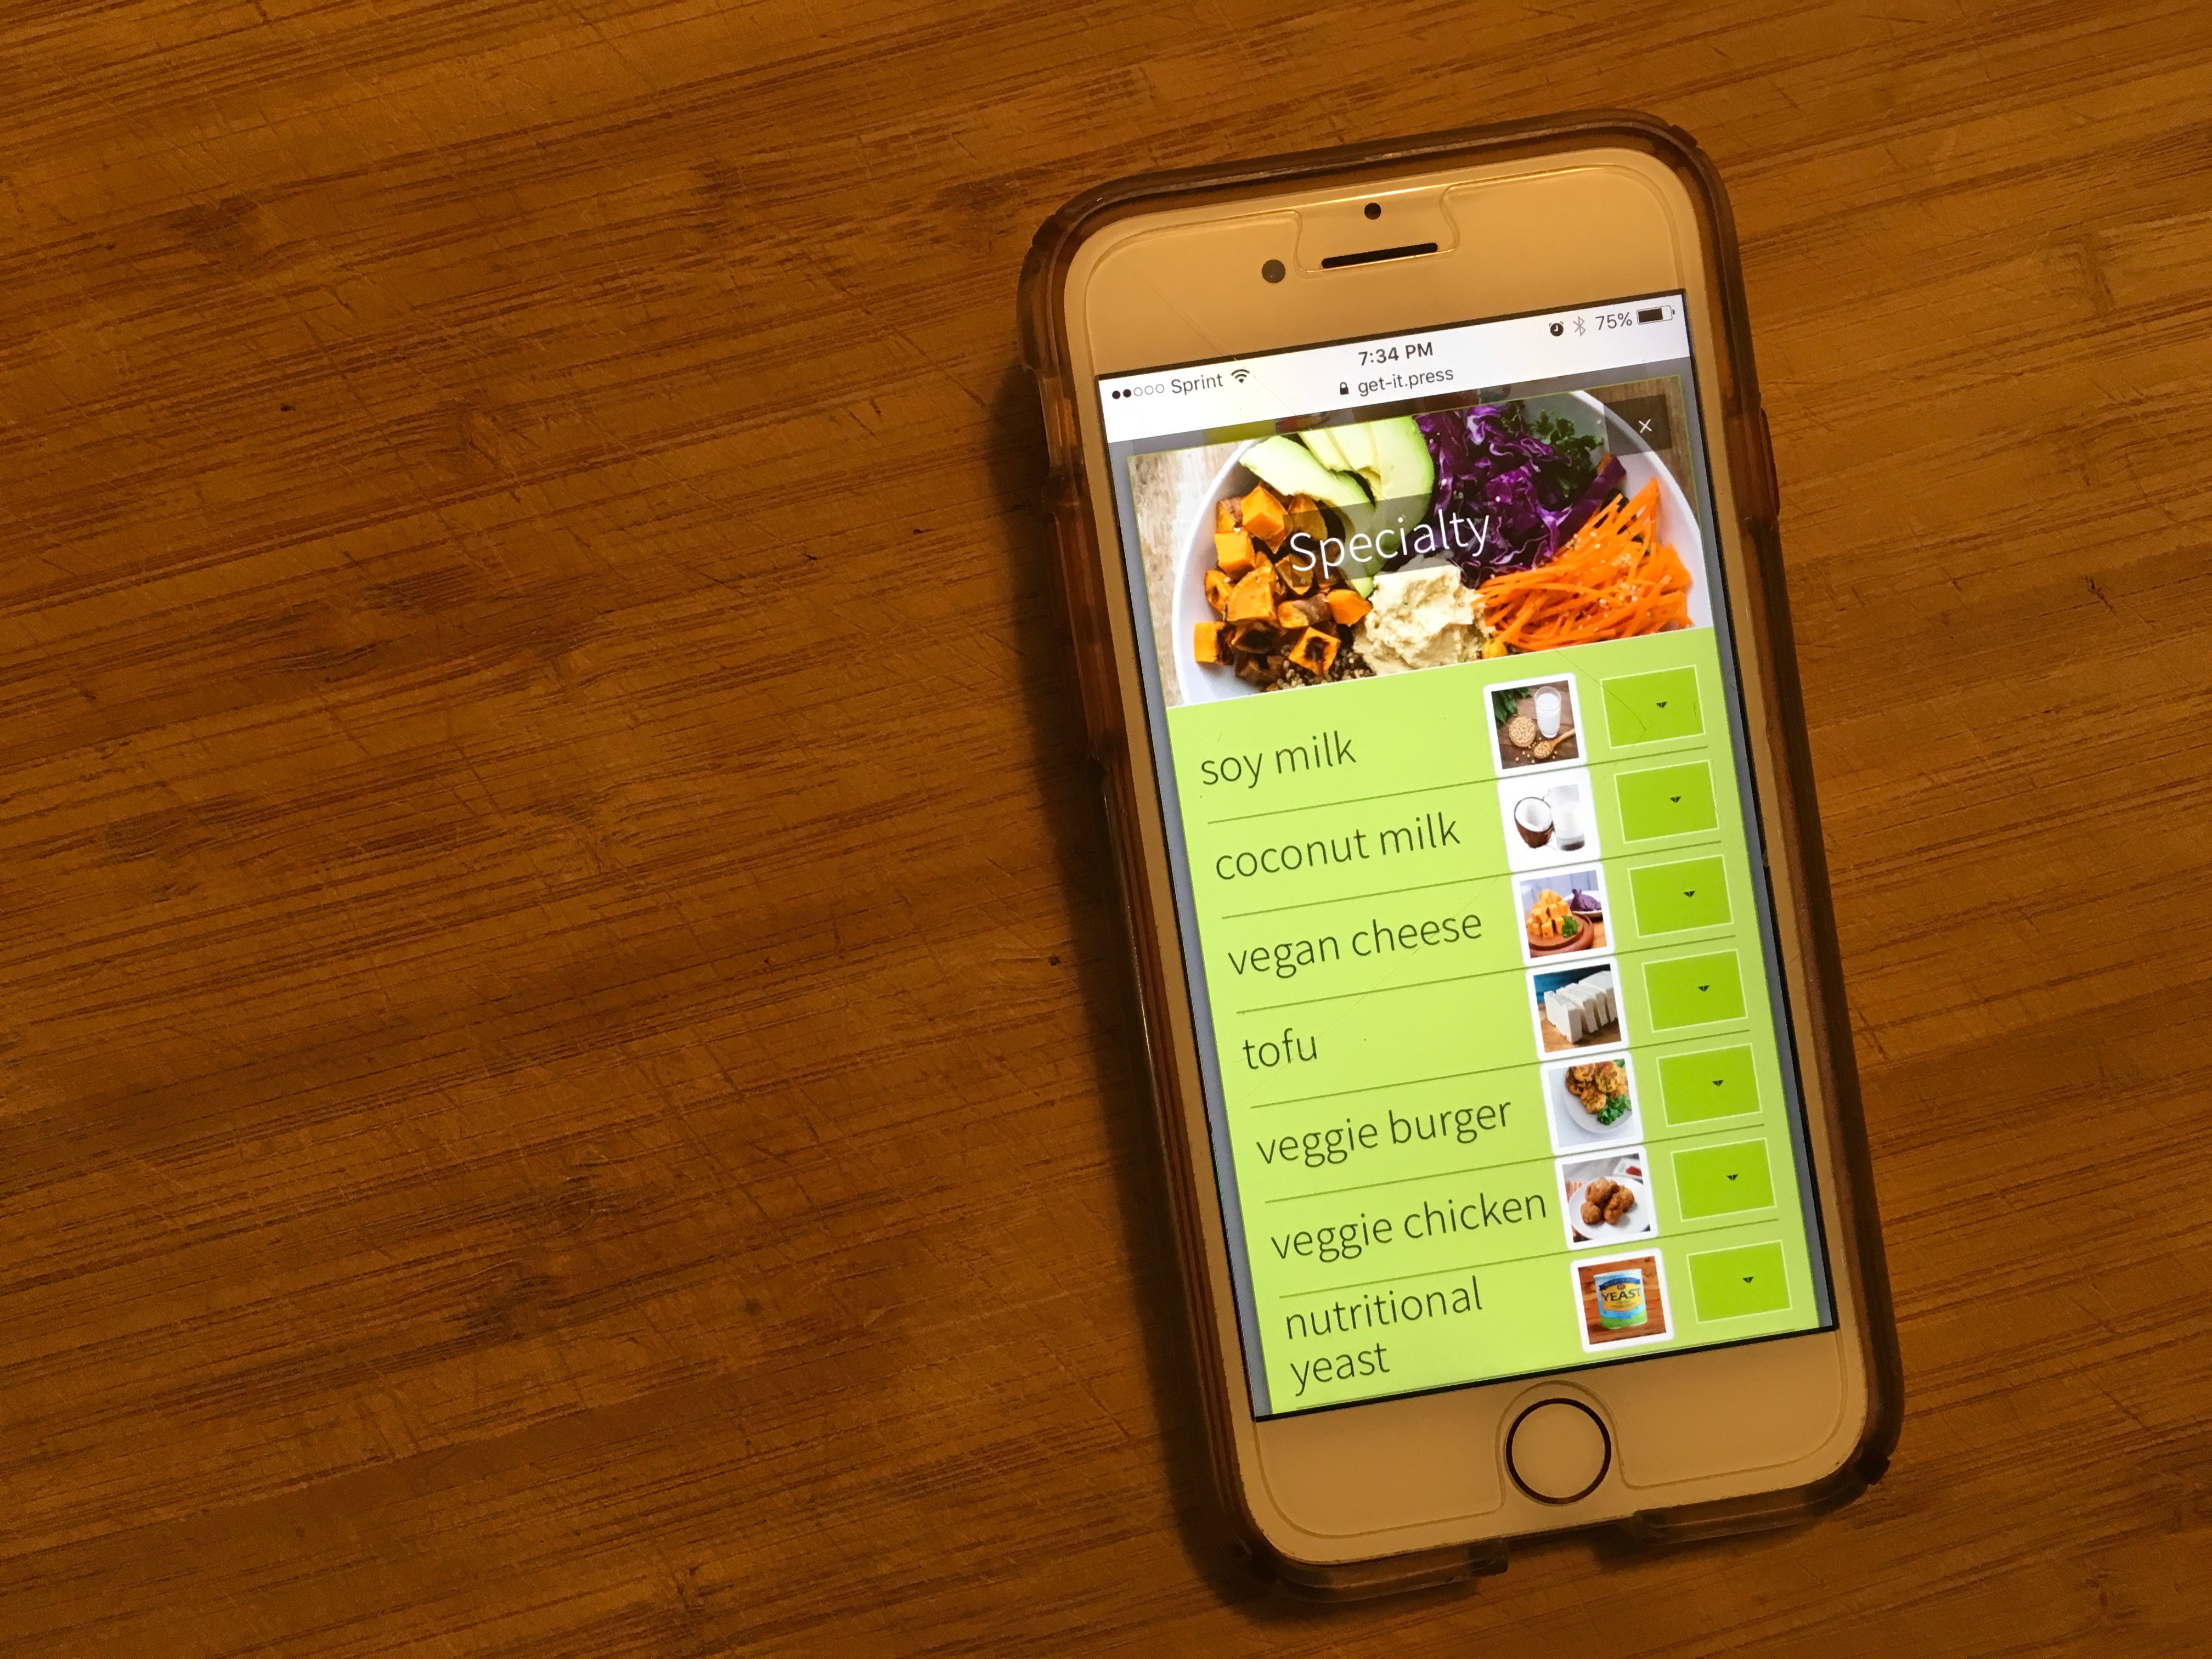 Sprint 7:34 PM 75%
get-it.press
×
Specialty
soy milk
coconut milk
vegan cheese
tofu
veggie burger
veggie chicken
nutritional
yeast
YEAST